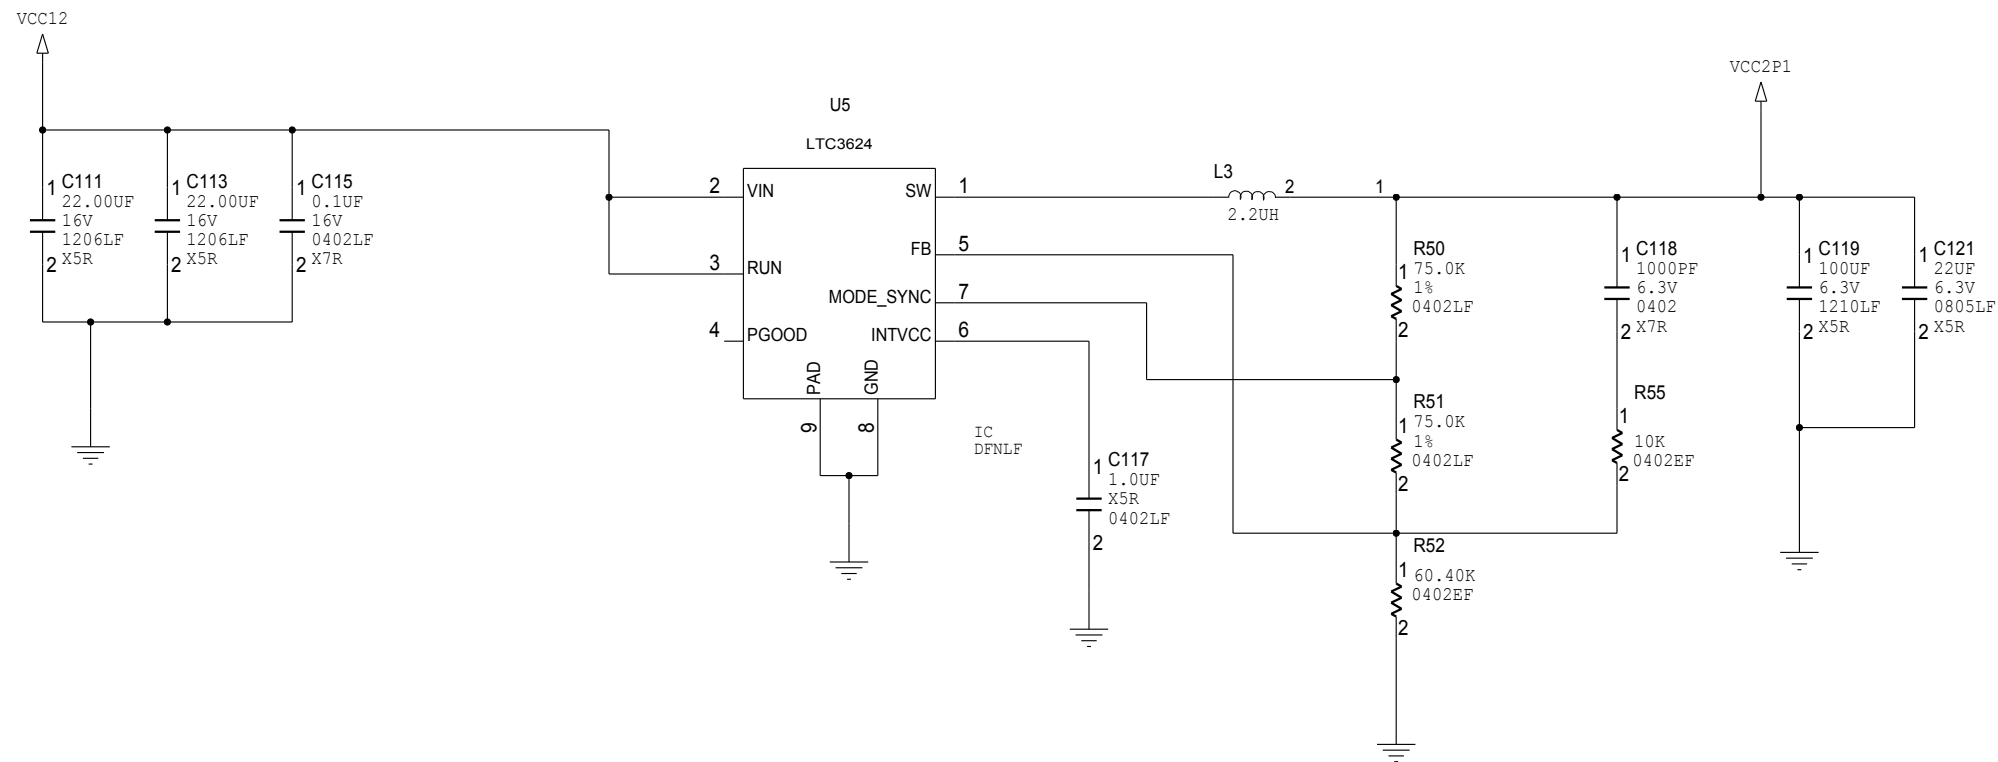 VCC12
VCC2P1
U5
LTC3624
1 C111
22.00UF
16V
1206LF
2 X5R
1 C113
22.00UF
16V
1206LF
2 X5R
1 C115
0.1UF
16V
0402LF
2 X7R
2 VIN
3 RUN
4 PGOOD
SW 1
FB 5
MODE_SYNC 7
INTVCC 6
PAD
GND
9
8
IC
DFNLF
L3
2
1
2.2UH
1 C117
1.0UF
X5R
0402LF
2
R50
1 75.0K
1%
0402LF
2
R51
1 75.0K
1%
0402LF
2
R52
1 60.40K
0402EF
2
1 C118
1000PF
6.3V
0402
2 X7R
R55
1
10K
0402EF
2
1 C119
100UF
6.3V
1210LF
2 X5R
1 C121
22UF
6.3V
0805LF
2 X5R